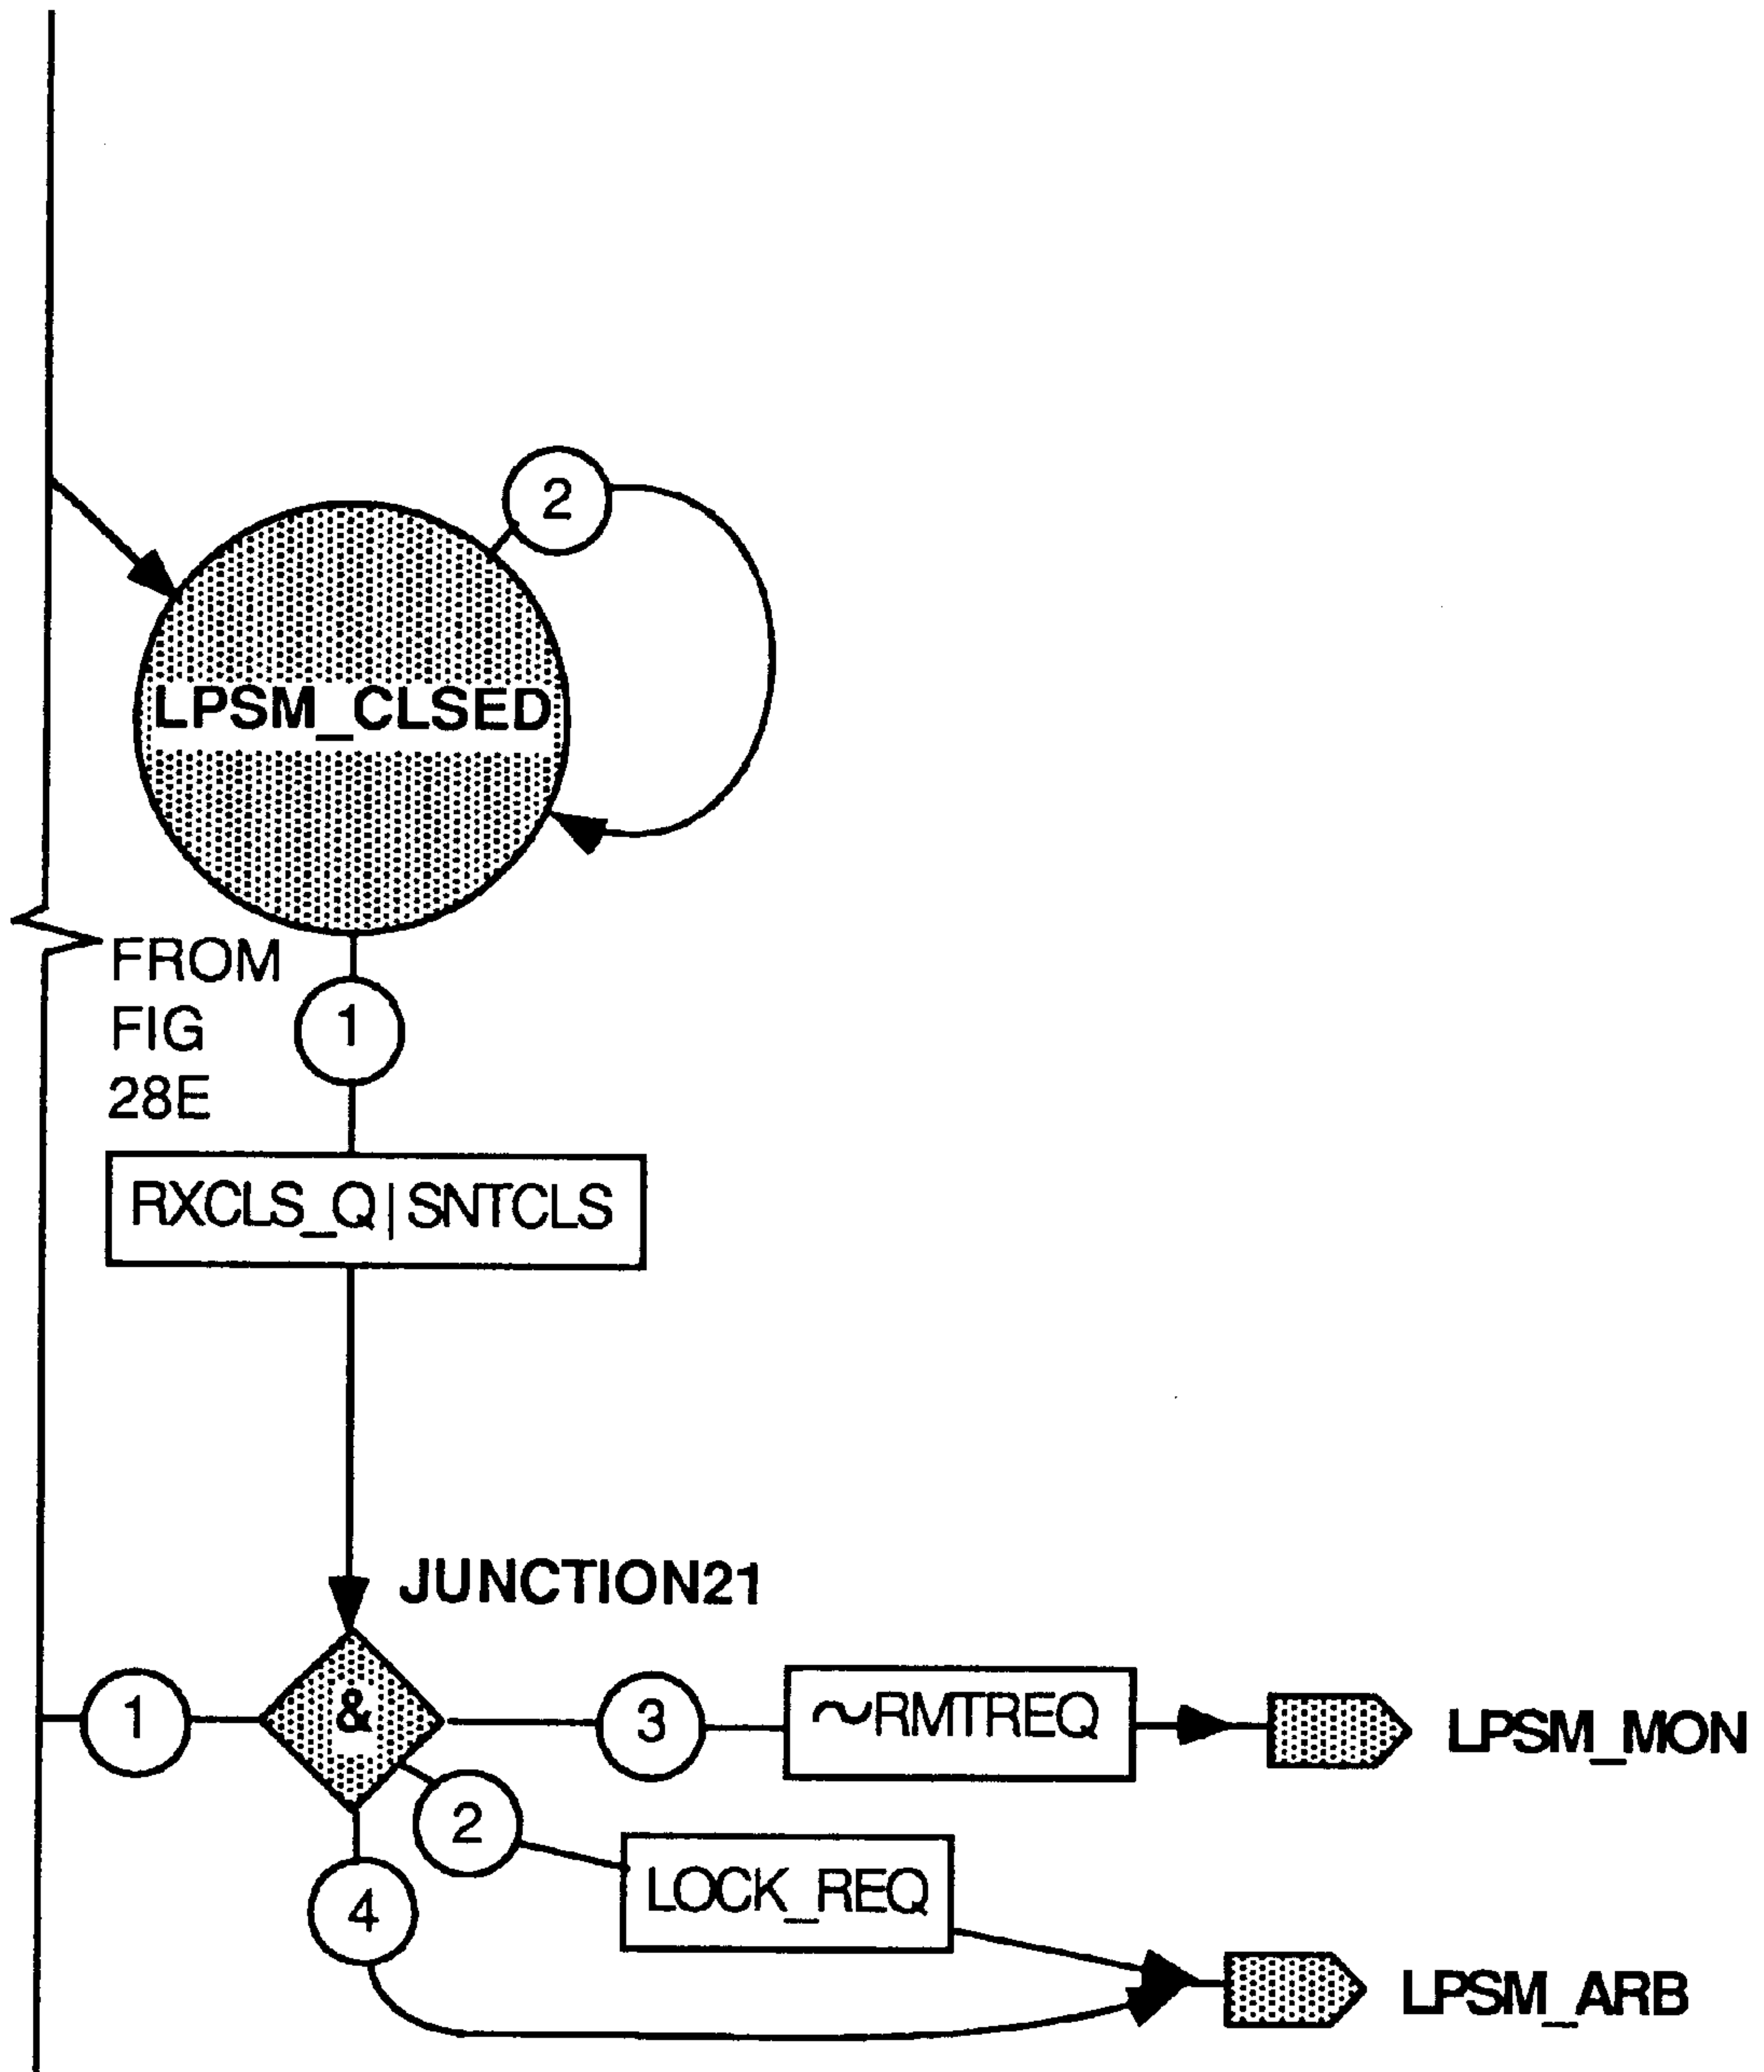 2
LPSM_CLSED
FROM
FIG
28E
1
RXCLS_Q|SNTCLS
JUNCTION21
1
&
3
~RMTREQ
LPSM_MON
2
LOCK_REQ
4
LPSM_ARB